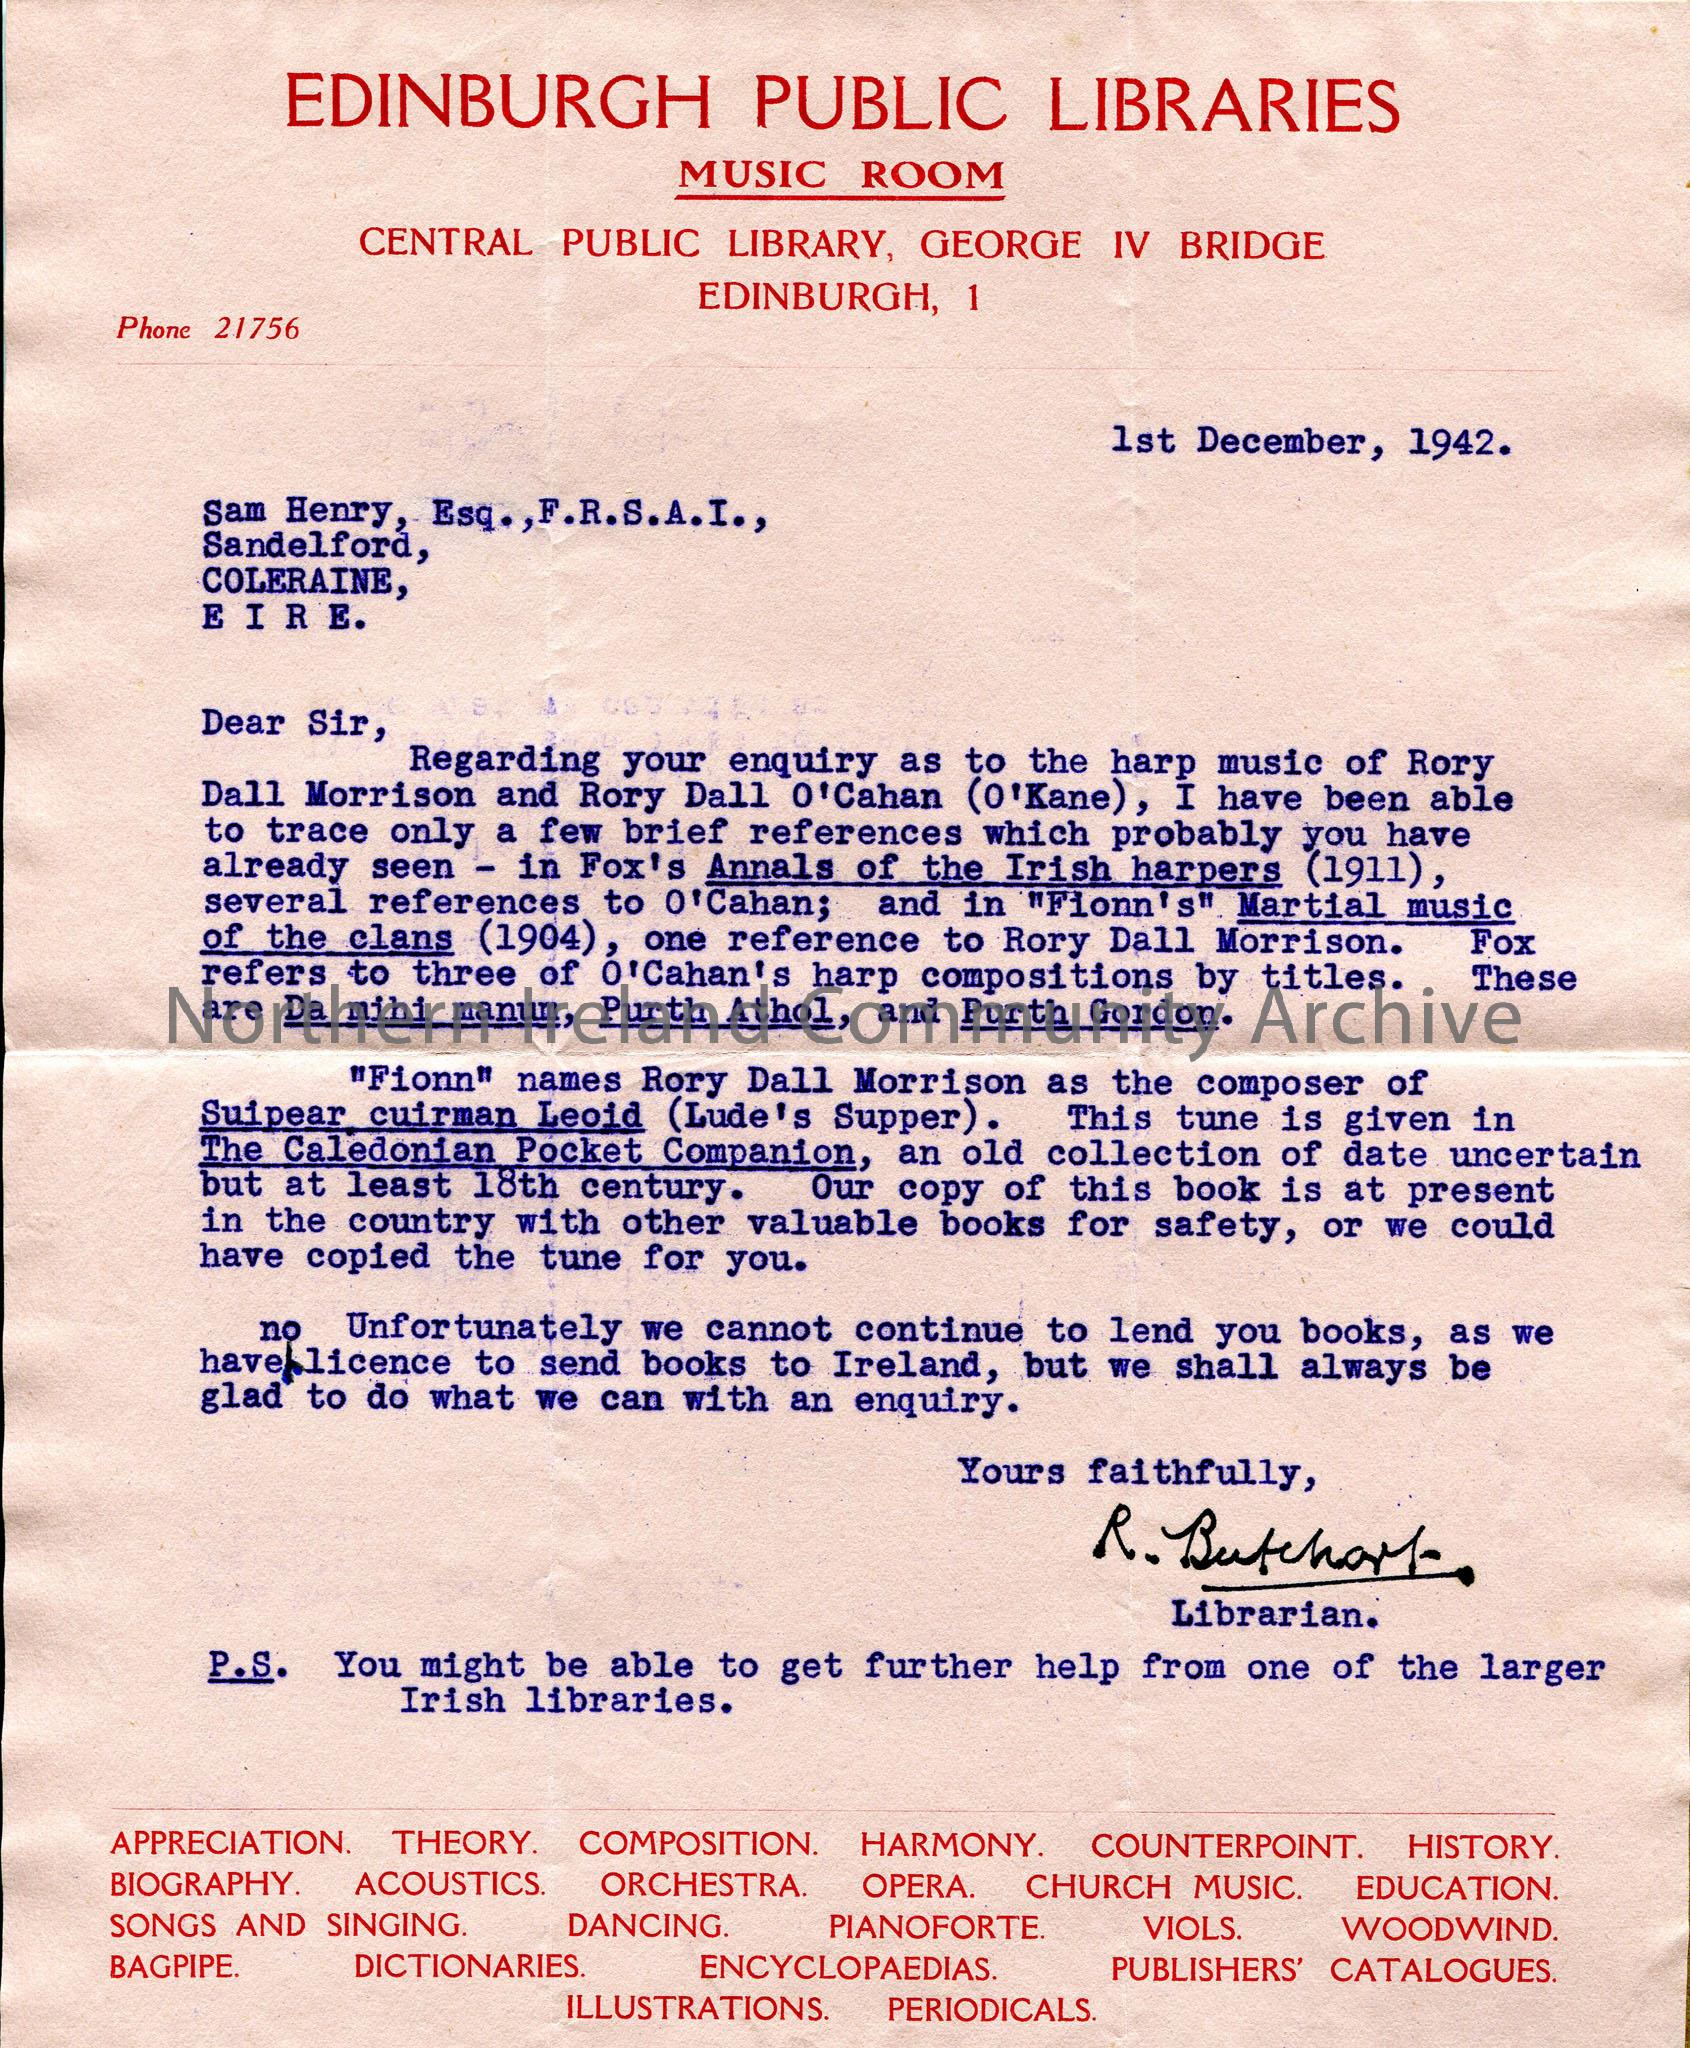 EDINBURGH PUBLIC LIBRARIES
MUSIC ROOM
CENTRAL PUBLIC LIBRARY, GEORGE IV BRIDGE
EDINBURGH, 1
Phone 21756
1st December, 1942.
Sam Henry, Esq.,F.R.S.A.I.,
Sandelford,
COLERAINE,
E I R E.
Dear Sir,
Regarding your enquiry as to the harp music of Rory
Dall Morrison and Rory Dall O'Cahan (O'Kane), I have been able
to trace only a few brief references which probably you have
already seen - in Fox's Annals of the Irish harpers (1911),
several references to O'Cahan; and in "Fionn's" Martial music
of the clans (1904), one reference to Rory Dall Morrison. Fox
refers to three of O'Cahan's harp compositions by titles. These
are Da mihi manum, Purth Athol, and Purth Gordon.
Northern Ireland Community Archive
"Fionn" names Rory Dall Morrison as the composer of
Suipear cuirman Leoid (Lude's Supper). This tune is given in
The Caledonian Pocket Companion, an old collection of date uncertain
but at least 18th century. Our copy of this book is at present
in the country with other valuable books for safety, or we could
have copied the tune for you.
no Unfortunately we cannot continue to lend you books, as we
have licence to send books to Ireland, but we shall always be
glad to do what we can with an enquiry.
Yours faithfully,
R. Butchart
Librarian.
P.S. You might be able to get further help from one of the larger
Irish libraries.
APPRECIATION. THEORY. COMPOSITION. HARMONY. COUNTERPOINT. HISTORY.
BIOGRAPHY. ACOUSTICS. ORCHESTRA. OPERA. CHURCH MUSIC. EDUCATION.
SONGS AND SINGING. DANCING. PIANOFORTE. VIOLS. WOODWIND.
BAGPIPE. DICTIONARIES. ENCYCLOPAEDIAS. PUBLISHERS' CATALOGUES.
ILLUSTRATIONS. PERIODICALS.